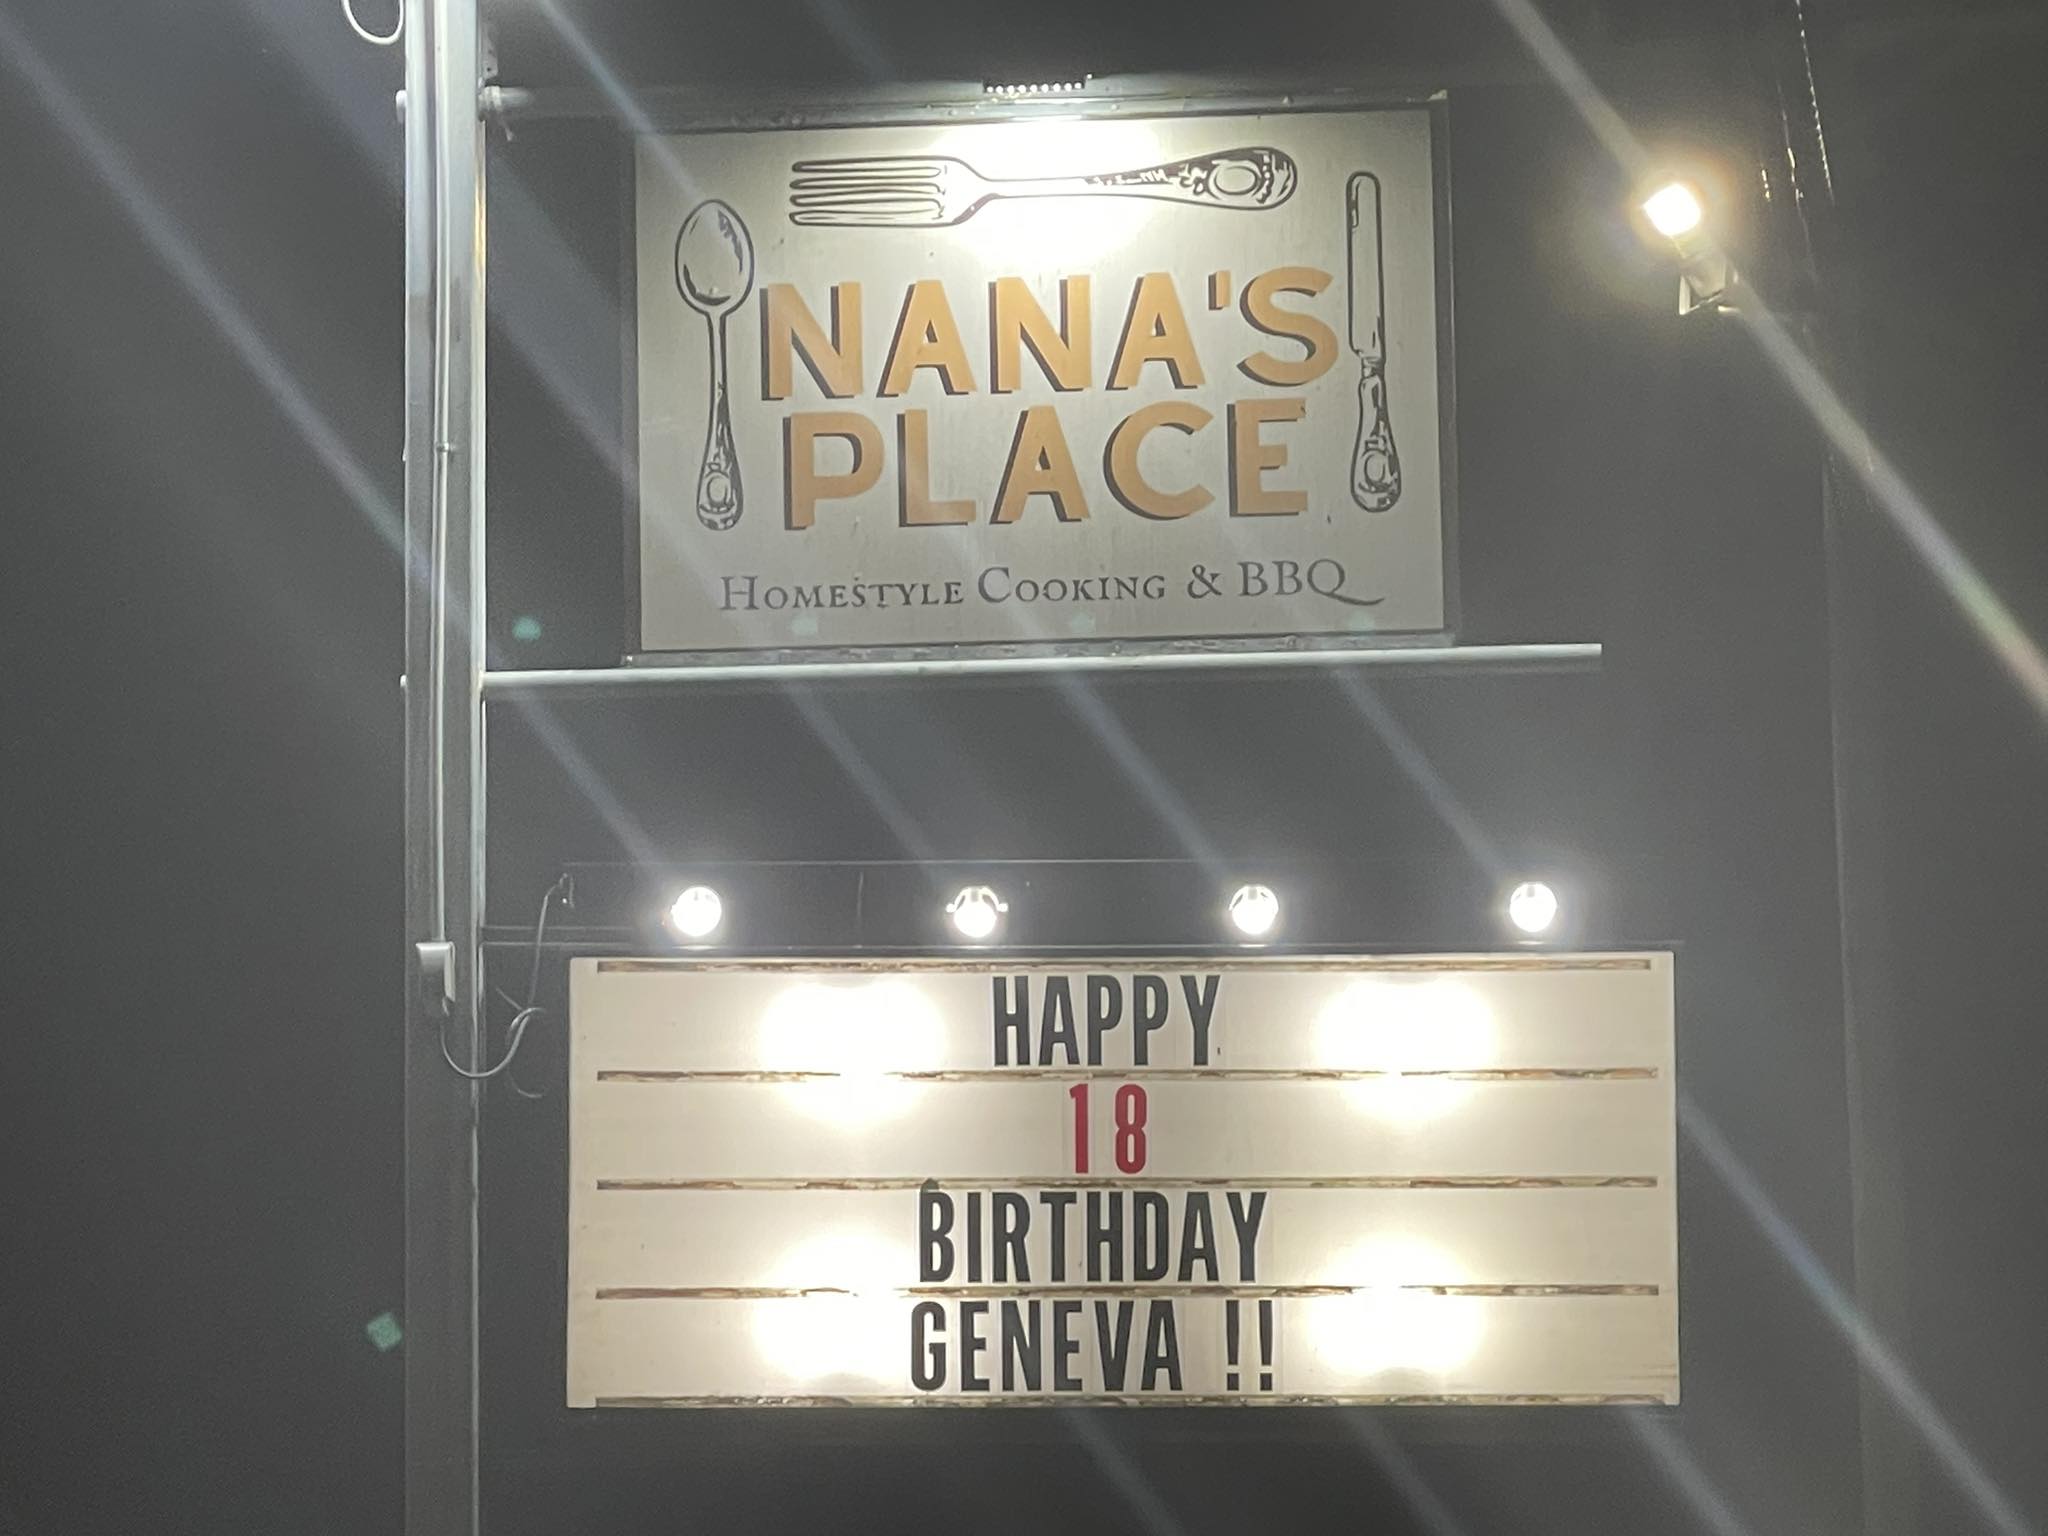 NANA'S
PLACE
HOMESTYLE COOKING & BBQ
HAPPY
18
BIRTHDAY
GENEVA !!